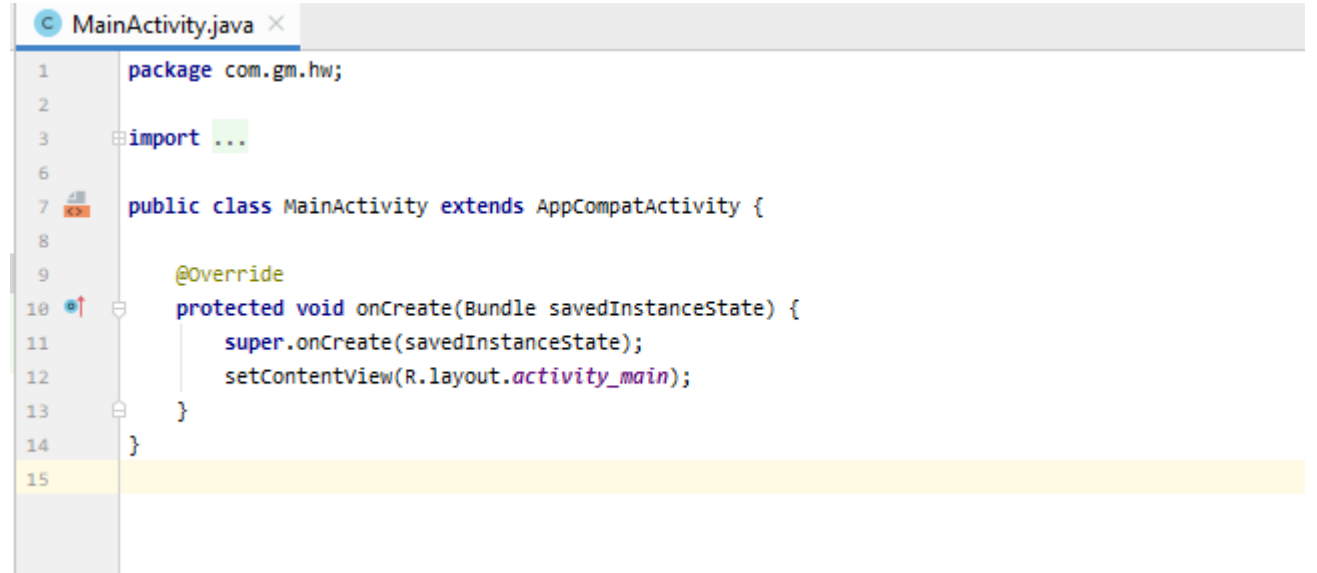 C MainActivity.java ×
1 package com.gm.hw;
2
3 import ...
6
7 <> public class MainActivity extends AppCompatActivity {
8
9 @Override
10 protected void onCreate(Bundle savedInstanceState) {
11 super.onCreate(savedInstanceState);
12 setContentView(R.layout.activity_main);
13 }
14 }
15